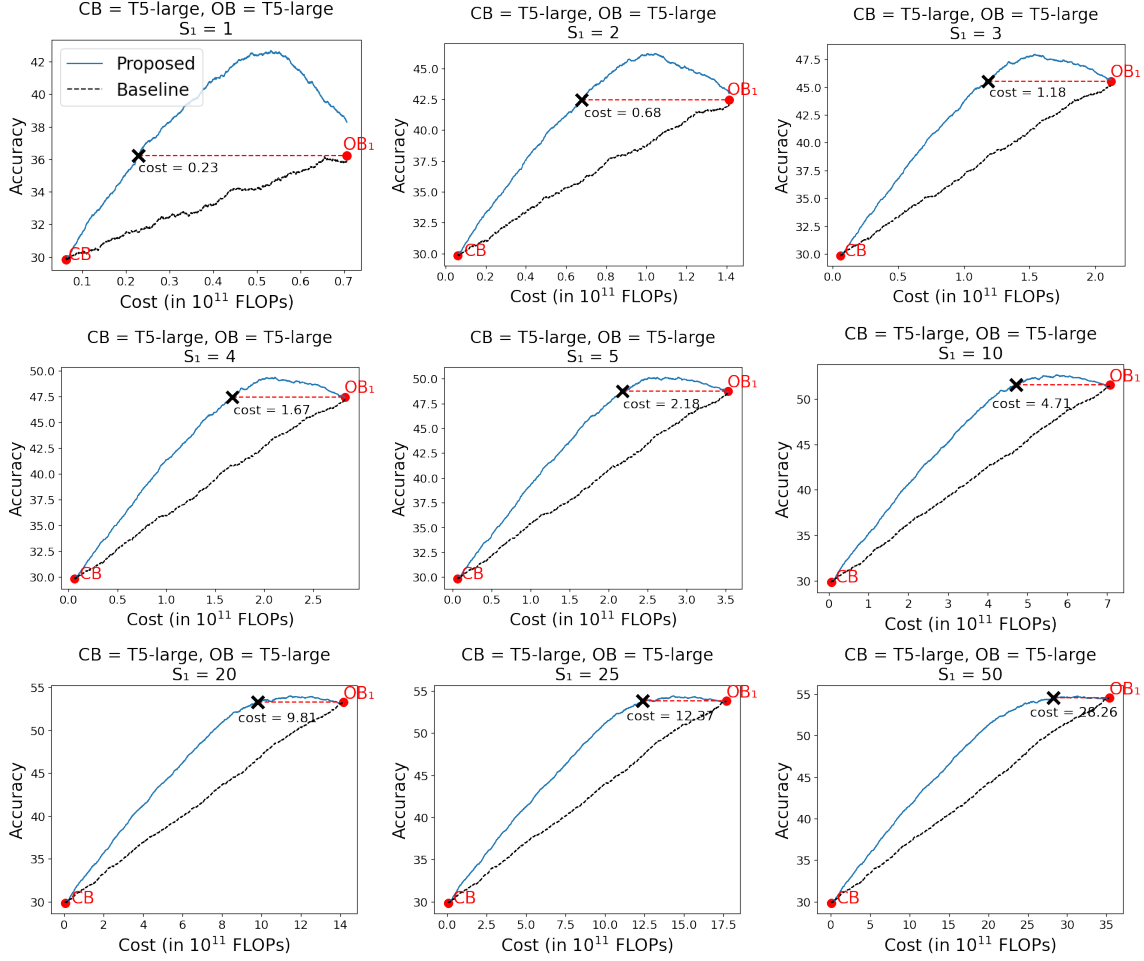 CB = T5-large, OB = T5-large
S₁ = 1
Accuracy
42
40
38
36
34
32
30
Proposed
Baseline
OB₁
cost = 0.23
CB
0.1 0.2 0.3 0.4 0.5 0.6 0.7
Cost (in 10¹¹ FLOPs)
CB = T5-large, OB = T5-large
S₁ = 2
Accuracy
45.0
42.5
40.0
37.5
35.0
32.5
30.0
OB₁
cost = 0.68
CB
0.0 0.2 0.4 0.6 0.8 1.0 1.2 1.4
Cost (in 10¹¹ FLOPs)
CB = T5-large, OB = T5-large
S₁ = 3
Accuracy
47.5
45.0
42.5
40.0
37.5
35.0
32.5
30.0
OB₁
cost = 1.18
CB
0.0 0.5 1.0 1.5 2.0
Cost (in 10¹¹ FLOPs)
CB = T5-large, OB = T5-large
S₁ = 4
Accuracy
50.0
47.5
45.0
42.5
40.0
37.5
35.0
32.5
30.0
OB₁
cost = 1.67
CB
0.0 0.5 1.0 1.5 2.0 2.5
Cost (in 10¹¹ FLOPs)
CB = T5-large, OB = T5-large
S₁ = 5
Accuracy
50.0
47.5
45.0
42.5
40.0
37.5
35.0
32.5
30.0
OB₁
cost = 2.18
CB
0.0 0.5 1.0 1.5 2.0 2.5 3.0 3.5
Cost (in 10¹¹ FLOPs)
CB = T5-large, OB = T5-large
S₁ = 10
Accuracy
50
45
40
35
30
OB₁
cost = 4.71
CB
0 1 2 3 4 5 6 7
Cost (in 10¹¹ FLOPs)
CB = T5-large, OB = T5-large
S₁ = 20
Accuracy
55
50
45
40
35
30
OB₁
cost = 9.81
CB
0 2 4 6 8 10 12 14
Cost (in 10¹¹ FLOPs)
CB = T5-large, OB = T5-large
S₁ = 25
Accuracy
55
50
45
40
35
30
OB₁
cost = 12.37
CB
0.0 2.5 5.0 7.5 10.0 12.5 15.0 17.5
Cost (in 10¹¹ FLOPs)
CB = T5-large, OB = T5-large
S₁ = 50
Accuracy
55
50
45
40
35
30
OB₁
cost = 28.26
CB
0 5 10 15 20 25 30 35
Cost (in 10¹¹ FLOPs)